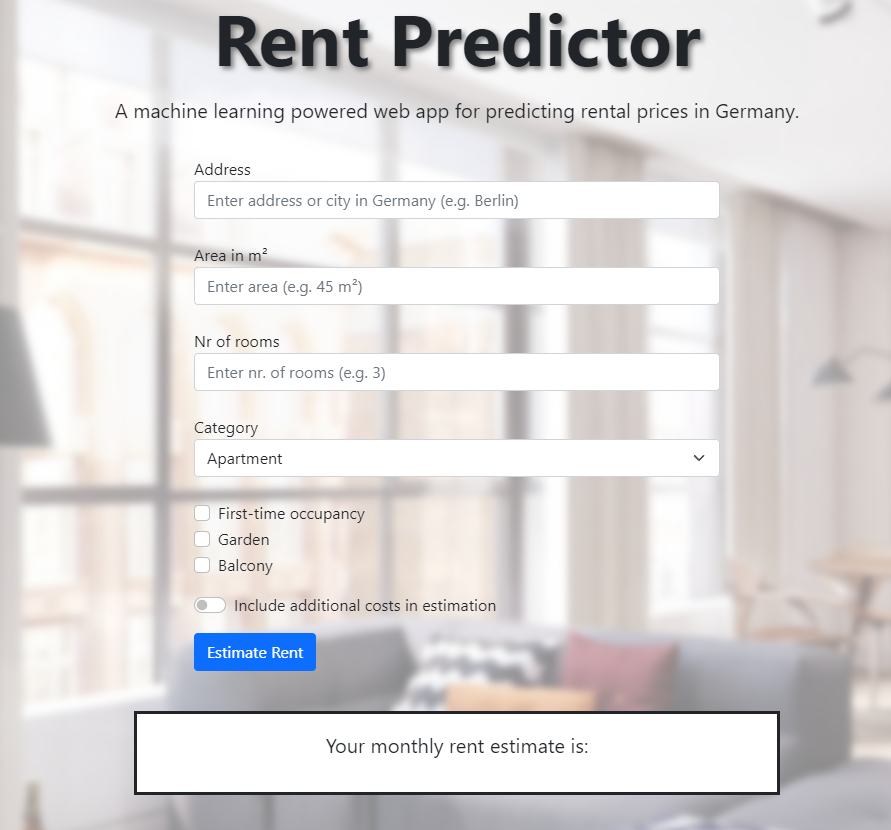 Rent Predictor
A machine learning powered web app for predicting rental prices in Germany.
Address
Enter address or city in Germany (e.g. Berlin)
Area in m²
Enter area (e.g. 45 m²)
Nr of rooms
Enter nr. of rooms (e.g. 3)
Category
Apartment
First-time occupancy
Garden
Balcony
Include additional costs in estimation
Estimate Rent
Your monthly rent estimate is: